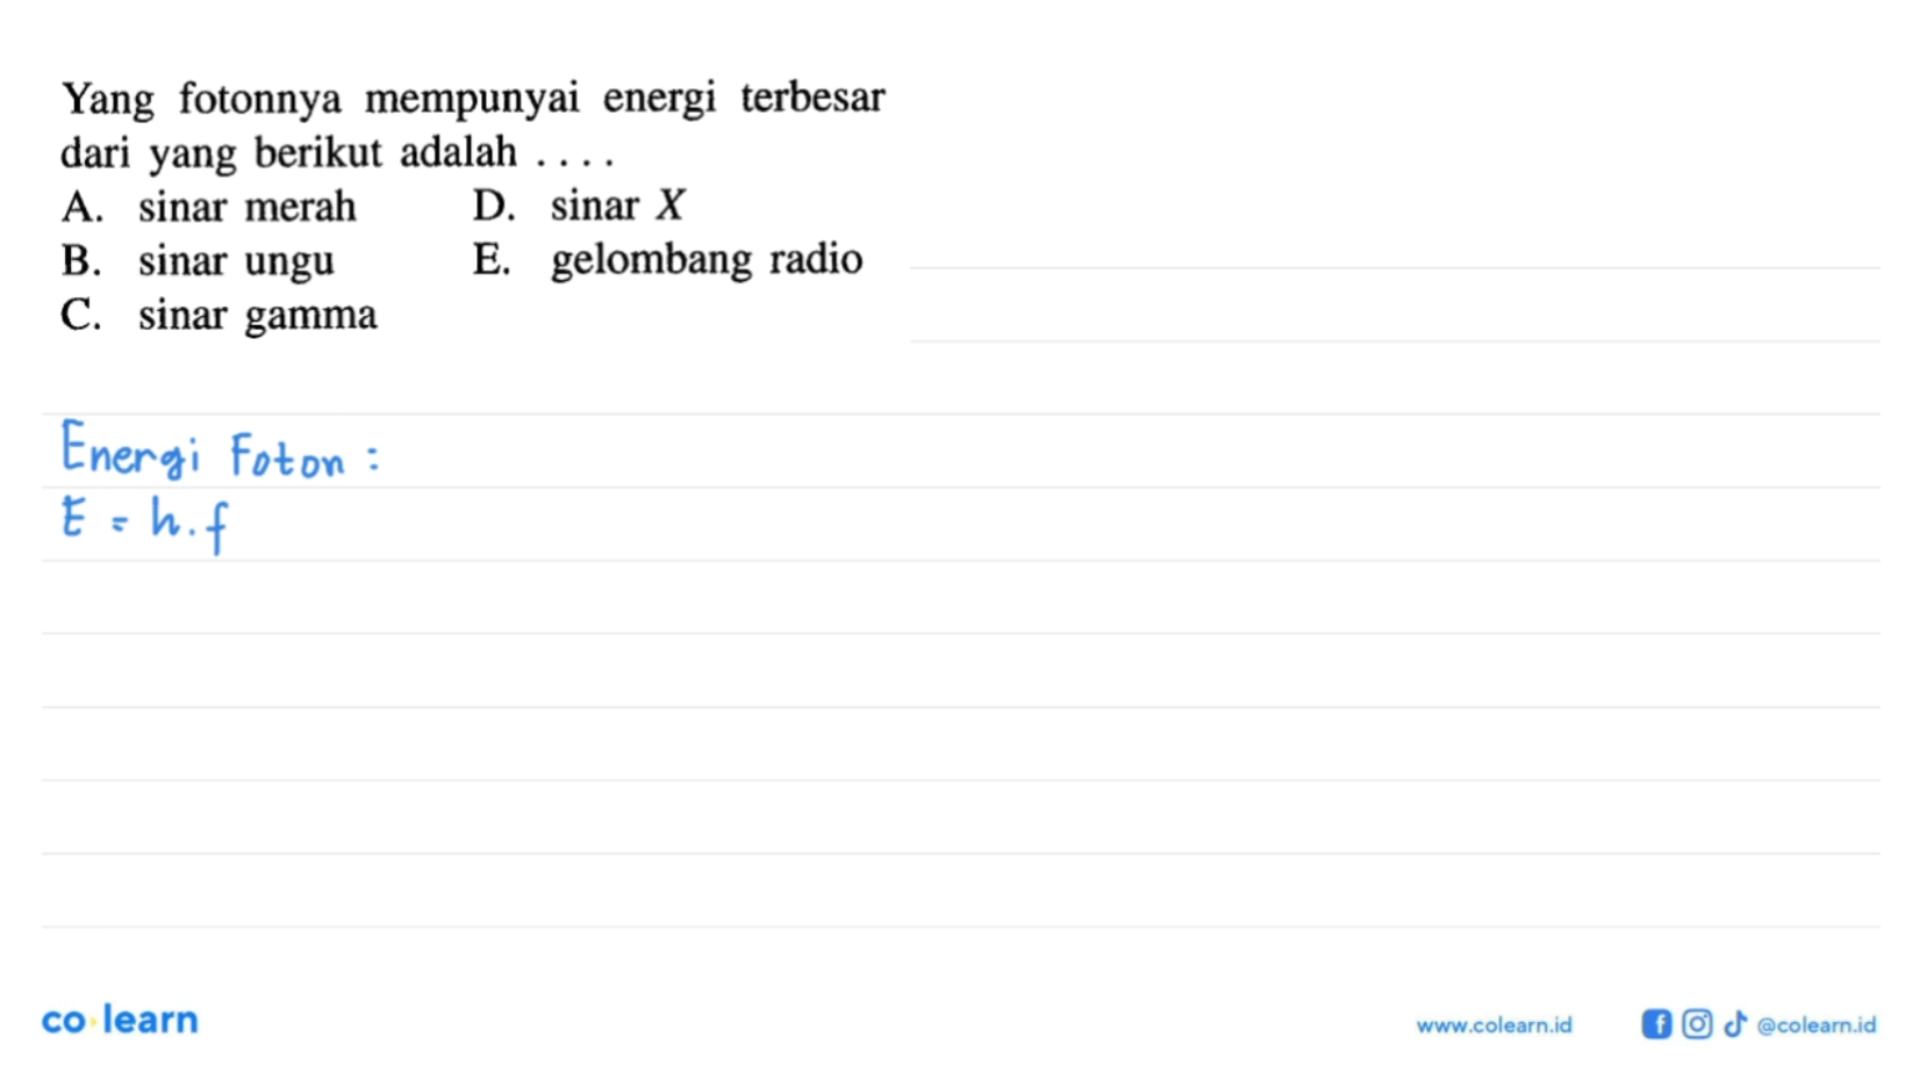 Yang fotonnya mempunyai energi terbesar
dari yang berikut adalah . . . .
A. sinar merah
B. sinar ungu
C. sinar gamma
D. sinar X
E. gelombang radio
Energi Foton :
E = h . f
co learn
www.colearn.id
@colearn.id